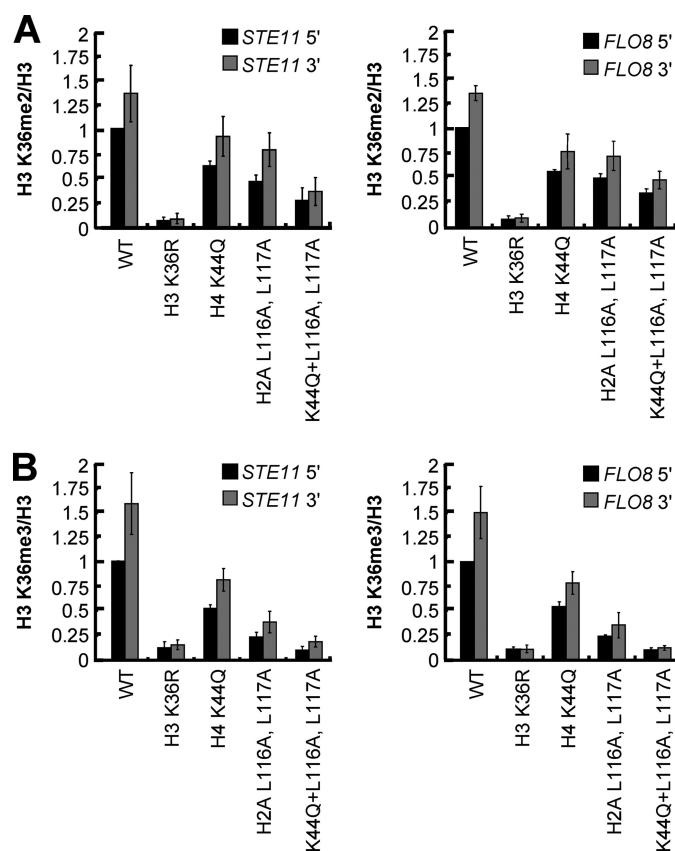 A
H3 K36me2/H3
2
1.75
1.5
1.25
1
0.75
0.5
0.25
0
STE11 5'
STE11 3'
WT
H3 K36R
H4 K44Q
H2A L116A, L117A
K44Q+L116A, L117A
H3 K36me2/H3
2
1.75
1.5
1.25
1
0.75
0.5
0.25
0
FLO8 5'
FLO8 3'
WT
H3 K36R
H4 K44Q
H2A L116A, L117A
K44Q+L116A, L117A
B
H3 K36me3/H3
2
1.75
1.5
1.25
1
0.75
0.5
0.25
0
STE11 5'
STE11 3'
WT
H3 K36R
H4 K44Q
H2A L116A, L117A
K44Q+L116A, L117A
H3 K36me3/H3
2
1.75
1.5
1.25
1
0.75
0.5
0.25
0
FLO8 5'
FLO8 3'
WT
H3 K36R
H4 K44Q
H2A L116A, L117A
K44Q+L116A, L117A